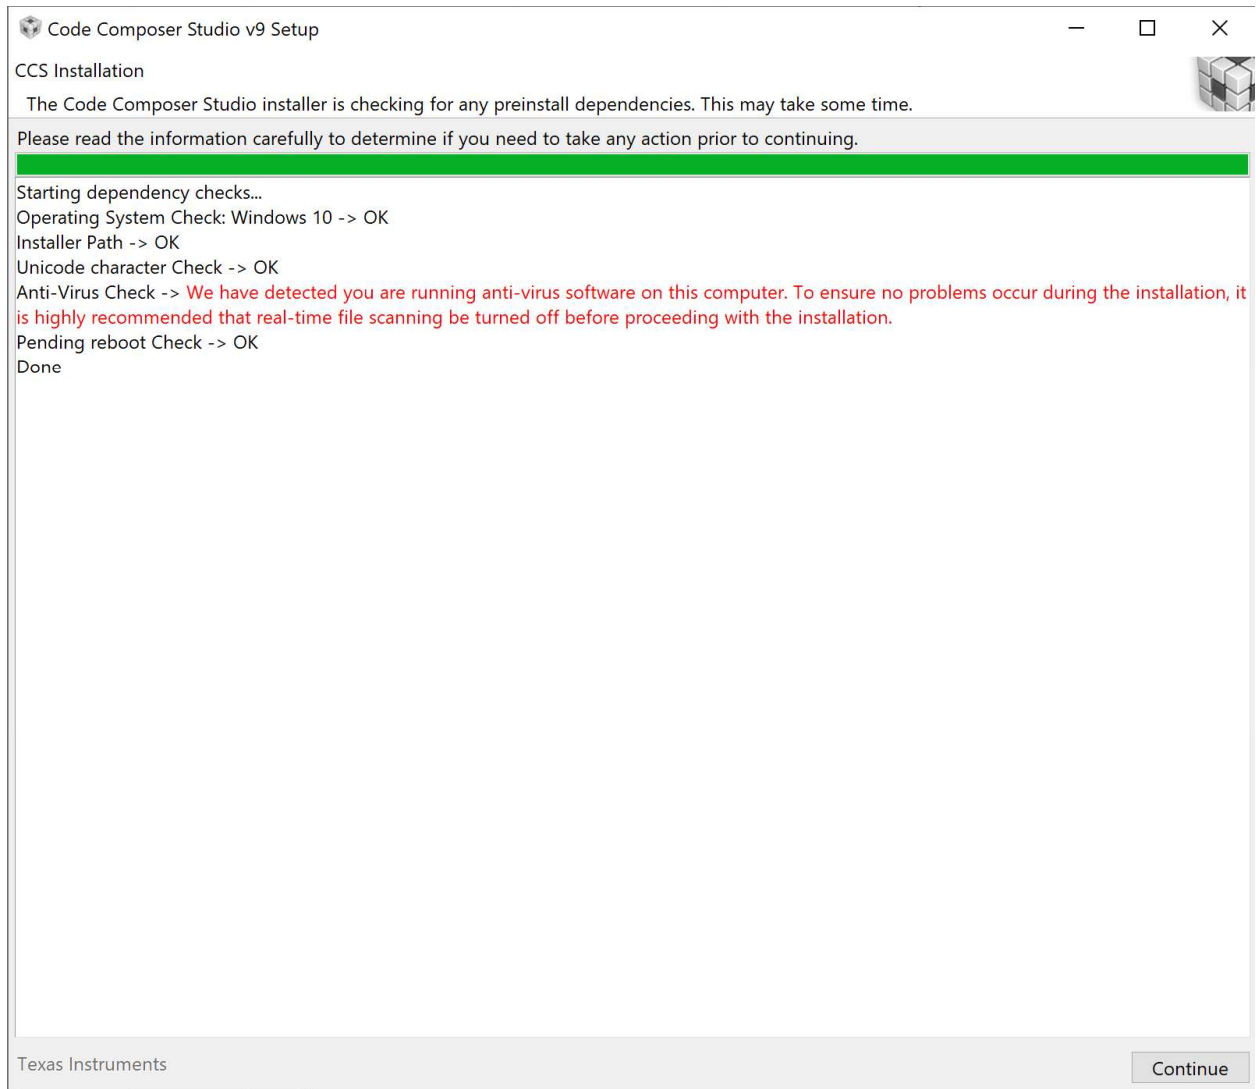 Code Composer Studio v9 Setup
CCS Installation
The Code Composer Studio installer is checking for any preinstall dependencies. This may take some time.
Please read the information carefully to determine if you need to take any action prior to continuing.
Starting dependency checks...
Operating System Check: Windows 10 -> OK
Installer Path -> OK
Unicode character Check -> OK
Anti-Virus Check -> We have detected you are running anti-virus software on this computer. To ensure no problems occur during the installation, it
is highly recommended that real-time file scanning be turned off before proceeding with the installation.
Pending reboot Check -> OK
Done
Texas Instruments
Continue